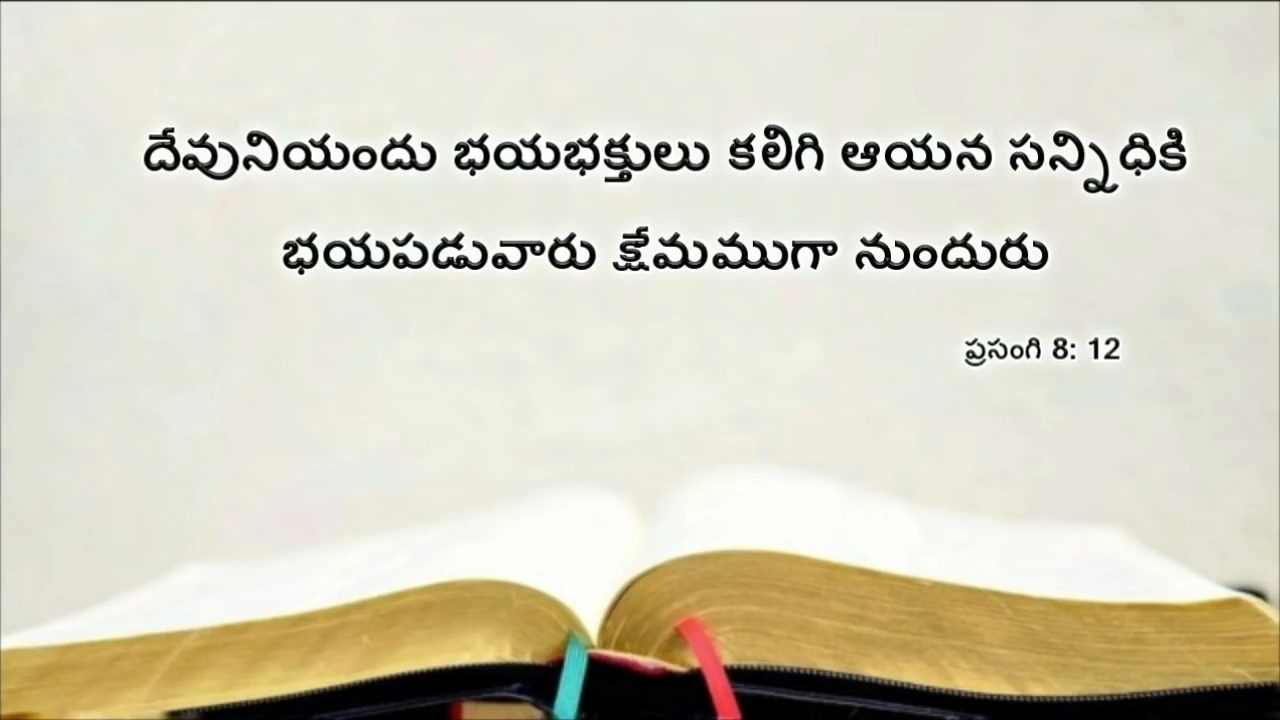 దేవునియందు భయభక్తులు కలిగి ఆయన సన్నిధికి
భయపడువారు క్షేమముగా నుందురు
ప్రసంగి 8: 12